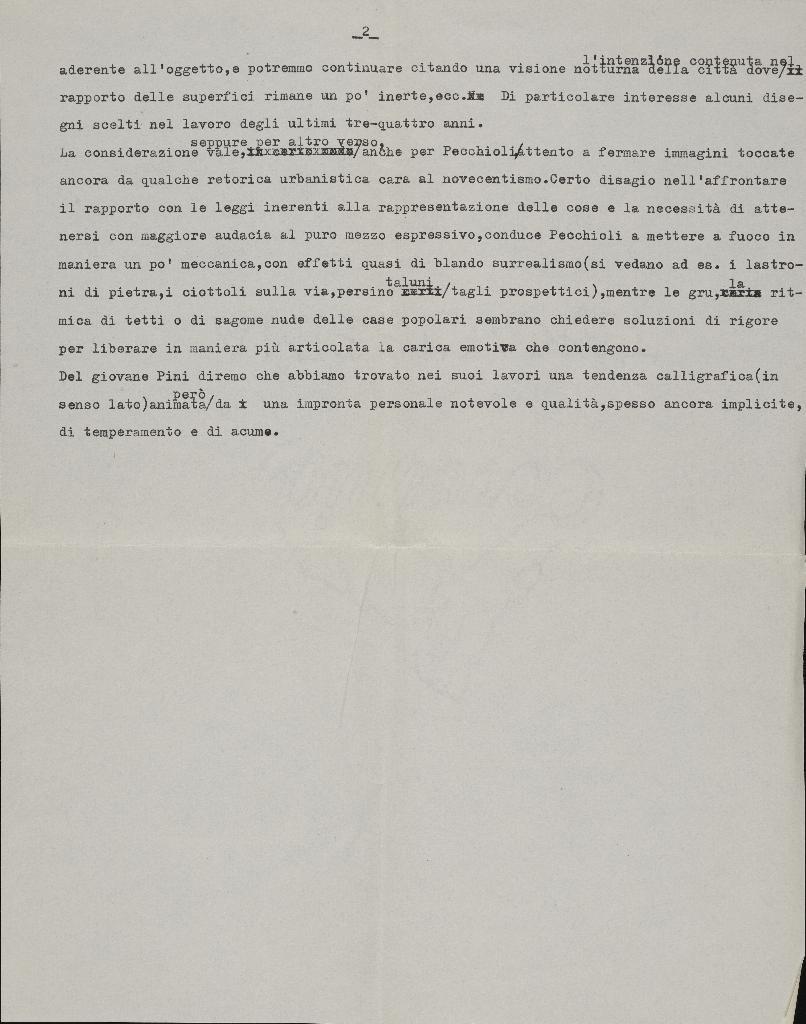 _2_
l'intenzione contenuta nel
aderente all'oggetto,e potremmo continuare citando una visione notturna della città dove/il
rapporto delle superfici rimane un po' inerte,ecc. Di particolare interesse alcuni dise-
gni scelti nel lavoro degli ultimi tre-quattro anni.
seppure per altro verso,
La considerazione vale,/anche per Pecchioli,attento a fermare immagini toccate
ancora da qualche retorica urbanistica cara al novecentismo.Certo disagio nell'affrontare
il rapporto con le leggi inerenti alla rappresentazione delle cose e la necessità di atte-
nersi con maggiore audacia al puro mezzo espressivo,conduce Pecchioli a mettere a fuoco in
maniera un po' meccanica,con effetti quasi di blando surrealismo(si vedano ad es. i lastro-
taluni la
ni di pietra,i ciottoli sulla via,persino certi/tagli prospettici),mentre le gru, rit-
mica di tetti o di sagome nude delle case popolari sembrano chiedere soluzioni di rigore
per liberare in maniera più articolata la carica emotiva che contengono.
Del giovane Pini diremo che abbiamo trovato nei suoi lavori una tendenza calligrafica(in
però
senso lato)animata/da una impronta personale notevole e qualità,spesso ancora implicite,
di temperamento e di acume.